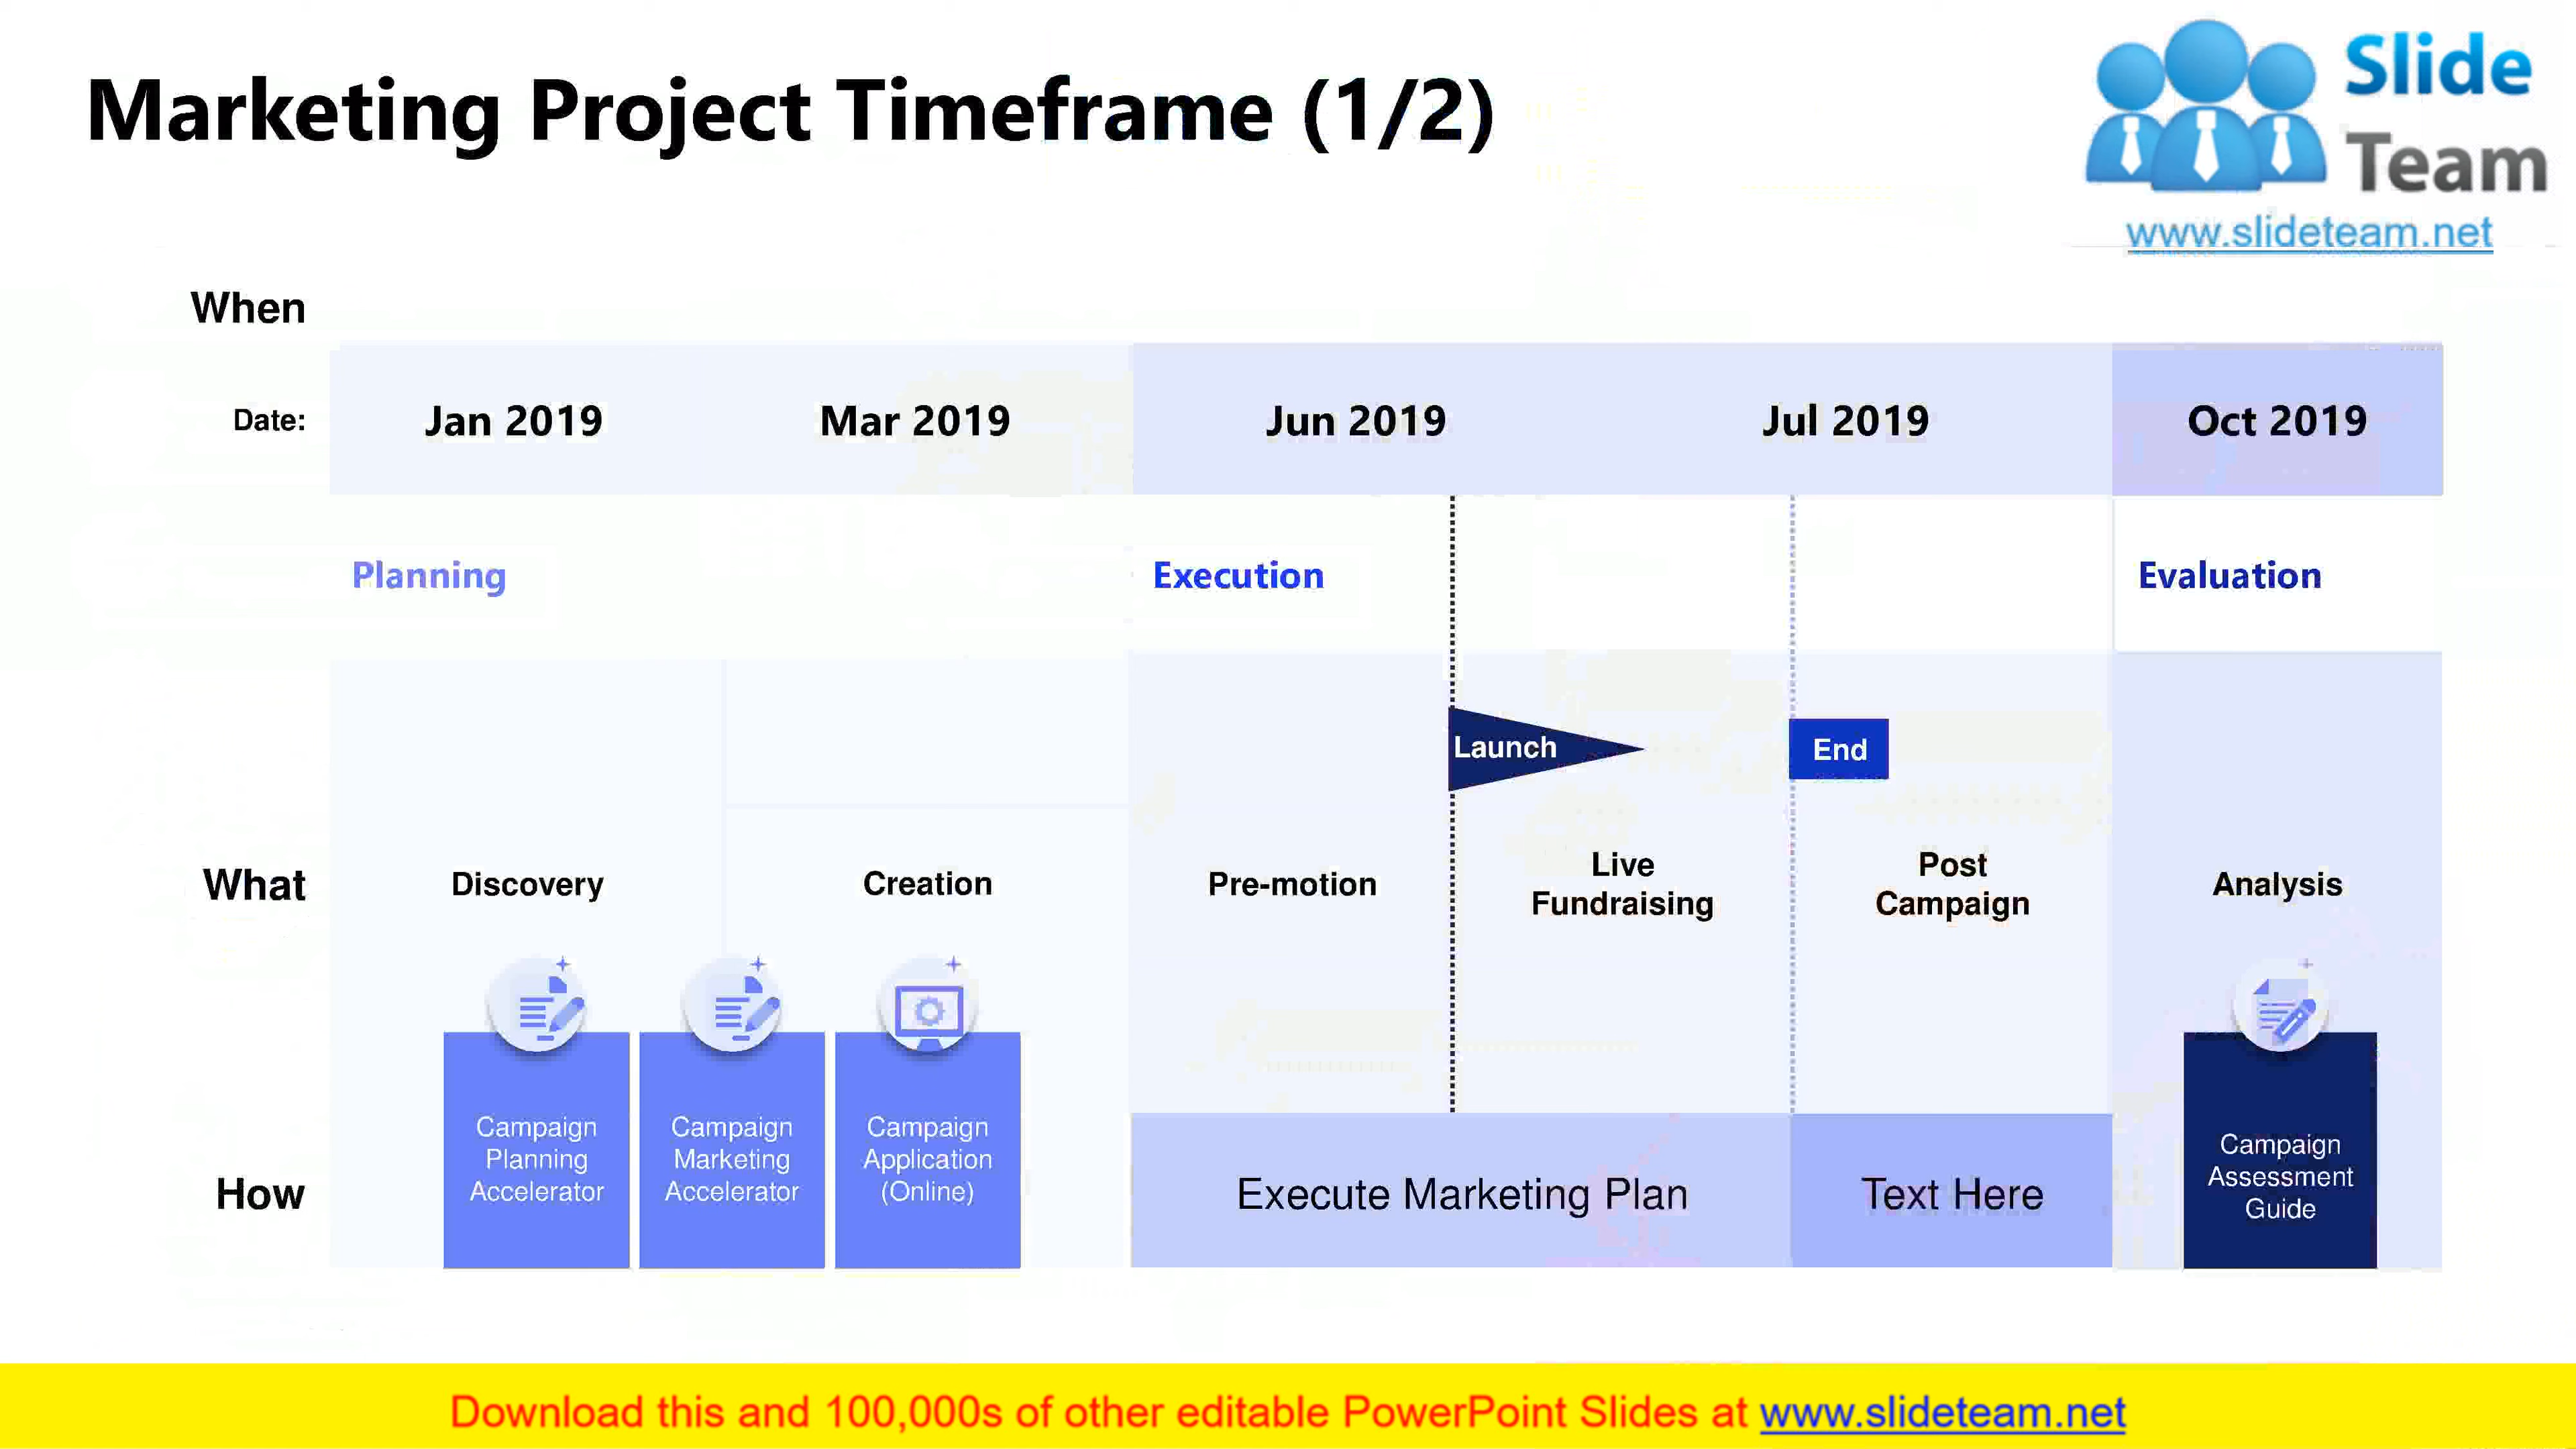 Marketing Project Timeframe (1/2)
Slide
Team
www.slideteam.net
When
Date:
Jan 2019
Mar 2019
Jun 2019
Jul 2019
Oct 2019
Planning
Execution
Evaluation
Launch
End
What
Discovery
Creation
Pre-motion
Live
Fundraising
Post
Campaign
Analysis
How
Campaign
Planning
Accelerator
Campaign
Marketing
Accelerator
Campaign
Application
(Online)
Execute Marketing Plan
Text Here
Campaign
Assessment
Guide
Download this and 100,000s of other editable PowerPoint Slides at www.slideteam.net